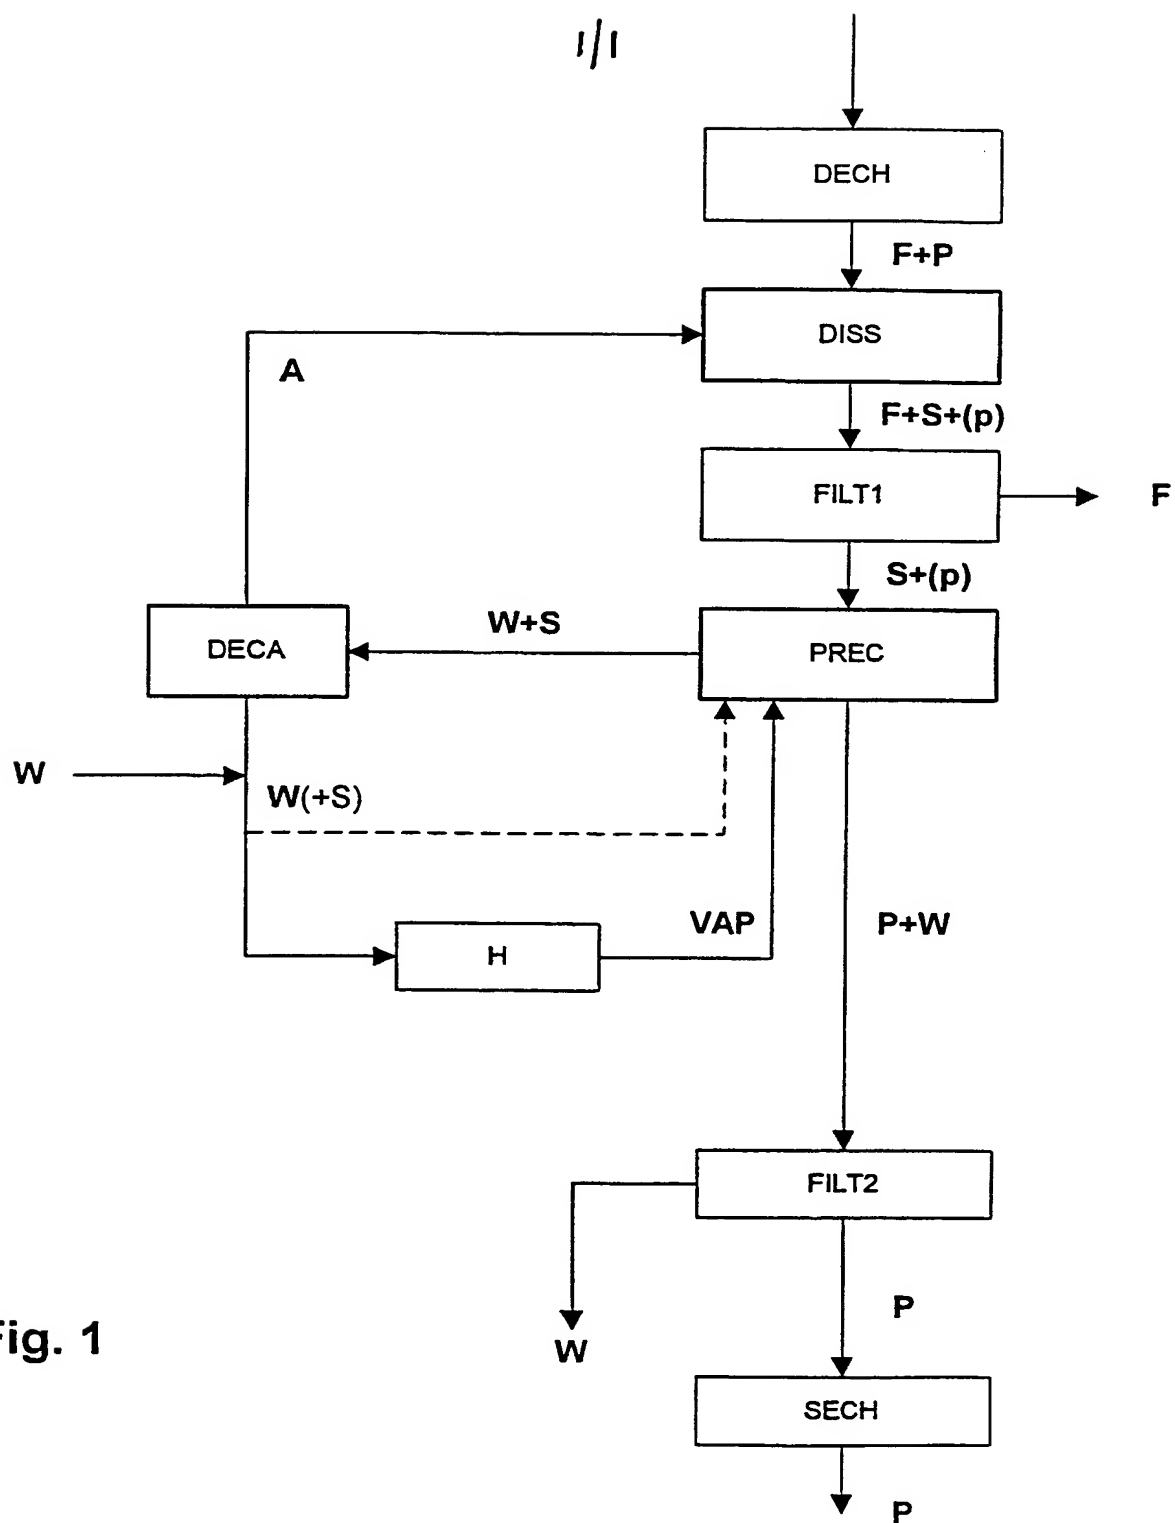 1/1
DECH
F+P
DISS
A
F+S+(p)
FILT1
F
S+(p)
W+S
DECA
PREC
W
W(+S)
VAP
P+W
H
FILT2
P
W
Fig. 1
SECH
P